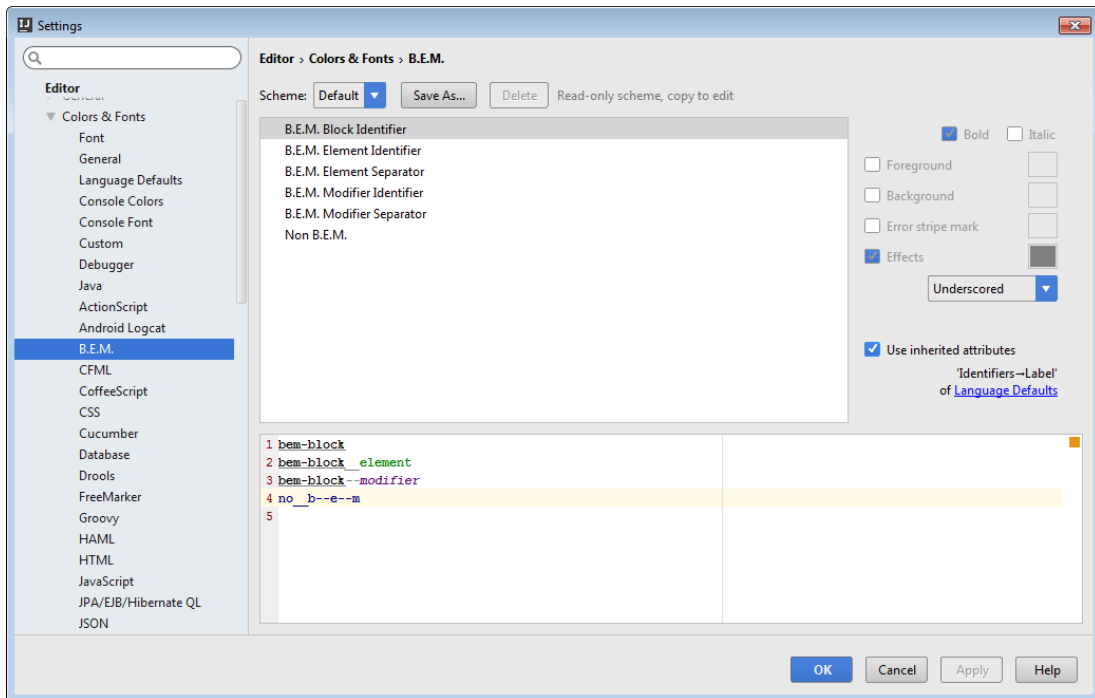 Settings
Editor › Colors & Fonts › B.E.M.
Editor
General
Colors & Fonts
Font
General
Language Defaults
Console Colors
Console Font
Custom
Debugger
Java
ActionScript
Android Logcat
B.E.M.
CFML
CoffeeScript
CSS
Cucumber
Database
Drools
FreeMarker
Groovy
HAML
HTML
JavaScript
JPA/EJB/Hibernate QL
JSON
Scheme: Default Save As... Delete Read-only scheme, copy to edit
B.E.M. Block Identifier
B.E.M. Element Identifier
B.E.M. Element Separator
B.E.M. Modifier Identifier
B.E.M. Modifier Separator
Non B.E.M.
Bold Italic
Foreground
Background
Error stripe mark
Effects
Underscored
Use inherited attributes
'Identifiers→Label'
of Language Defaults
1 bem-block
2 bem-block__element
3 bem-block--modifier
4 no__b--e--m
5
OK Cancel Apply Help